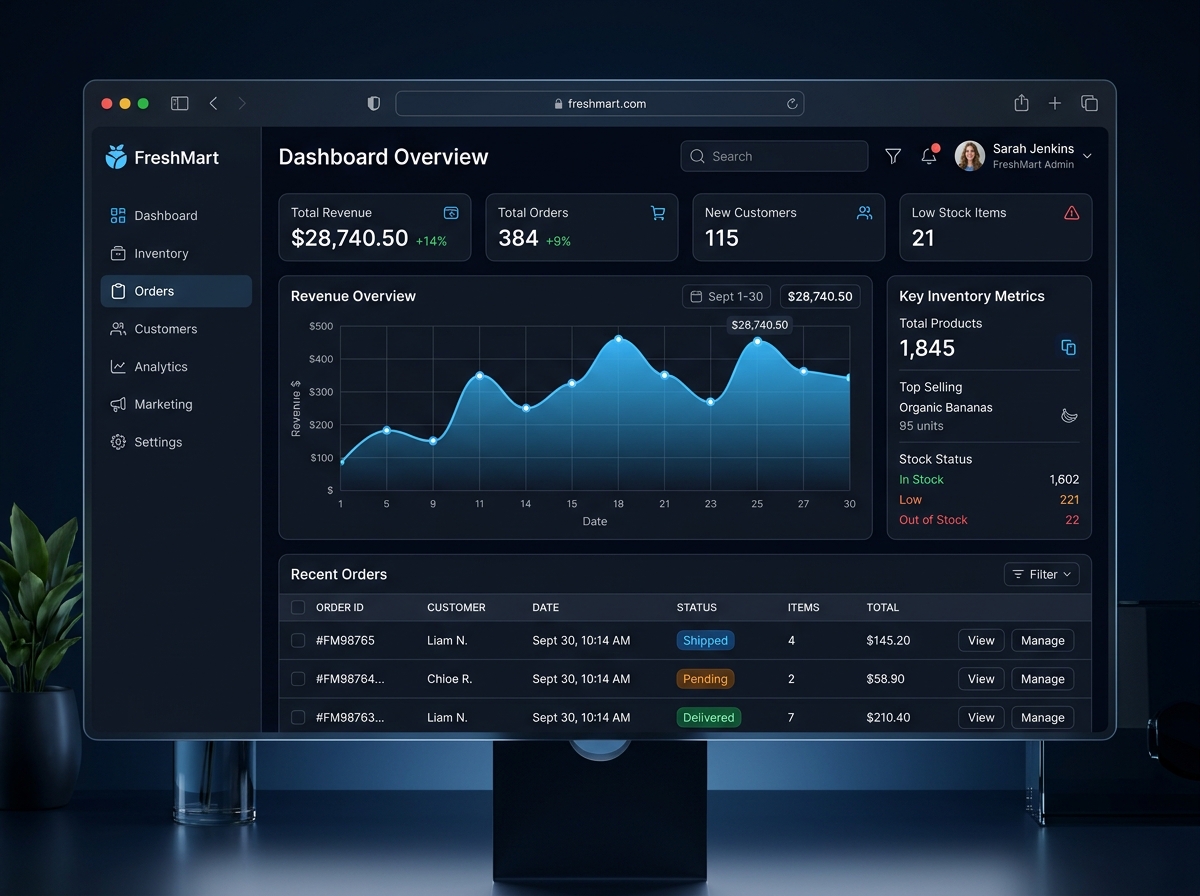 freshmart.com
FreshMart
Dashboard
Inventory
Orders
Customers
Analytics
Marketing
Settings
Dashboard Overview
Search
Sarah Jenkins
FreshMart Admin
Total Revenue
$28,740.50 +14%
Total Orders
384 +9%
New Customers
115
Low Stock Items
21
Revenue Overview
Sept 1-30
$28,740.50
$28,740.50
Revenue $
$500
$400
$300
$200
$100
$
1 5 9 11 14 15 18 21 23 25 27 30
Date
Key Inventory Metrics
Total Products
1,845
Top Selling
Organic Bananas
95 units
Stock Status
In Stock 1,602
Low 221
Out of Stock 22
Recent Orders
Filter
ORDER ID CUSTOMER DATE STATUS ITEMS TOTAL
#FM98765 Liam N. Sept 30, 10:14 AM Shipped 4 $145.20 View Manage
#FM98764... Chloe R. Sept 30, 10:14 AM Pending 2 $58.90 View Manage
#FM98763... Liam N. Sept 30, 10:14 AM Delivered 7 $210.40 View Manage